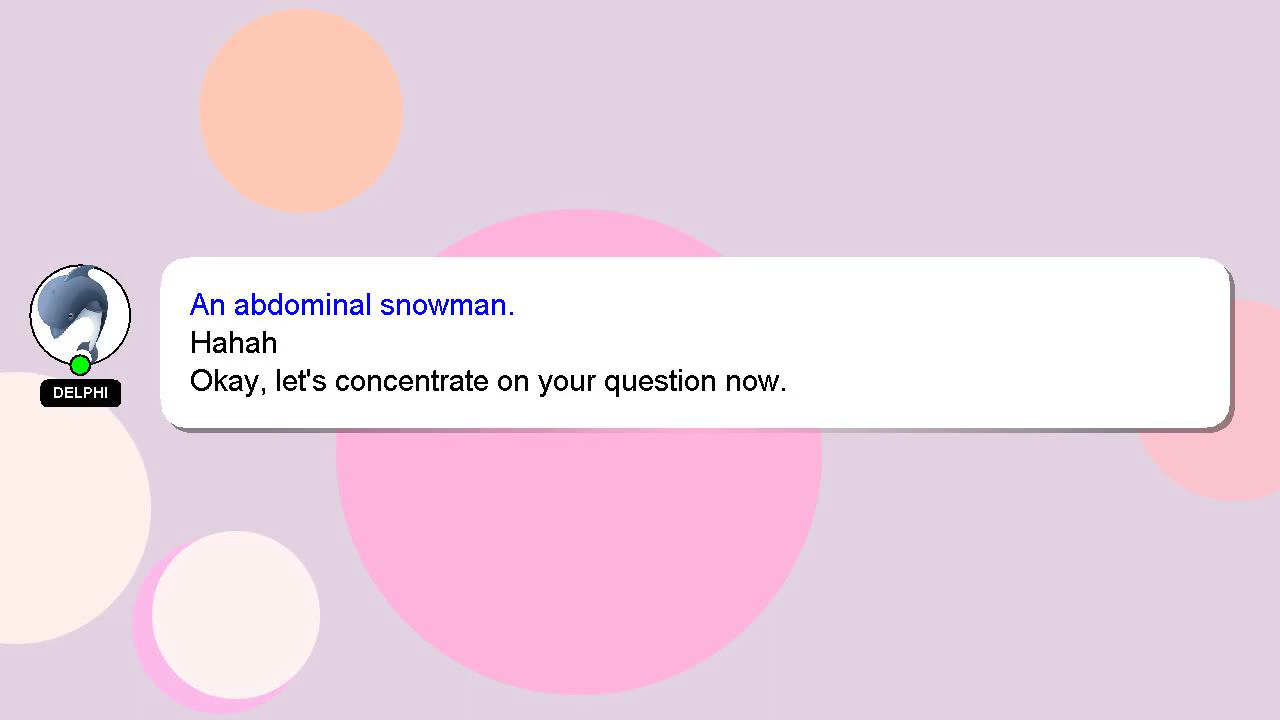 An abdominal snowman.
Hahah
Okay, let's concentrate on your question now.
DELPHI